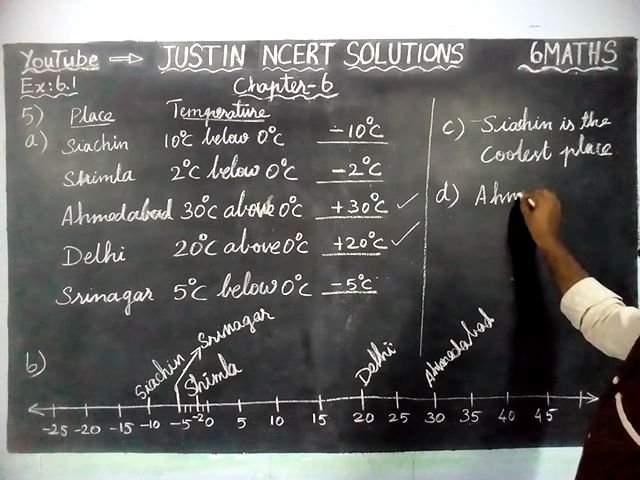 YouTube → JUSTIN NCERT SOLUTIONS 6MATHS
Ex: 6.1 Chapter-6
5) Place Temperature
a) Siachin 10°C below 0°C -10°C
Shimla 2°C below 0°C -2°C
Ahmedabad 30°C above 0°C +30°C ✓
Delhi 20°C above 0°C +20°C ✓
Srinagar 5°C below 0°C -5°C
c) Siachin is the
Coolest place
d) Ahm
b) Siachin Srinagar Shimla Delhi Ahmedabad
-25 -20 -15 -10 -5 -2 0 5 10 15 20 25 30 35 40 45